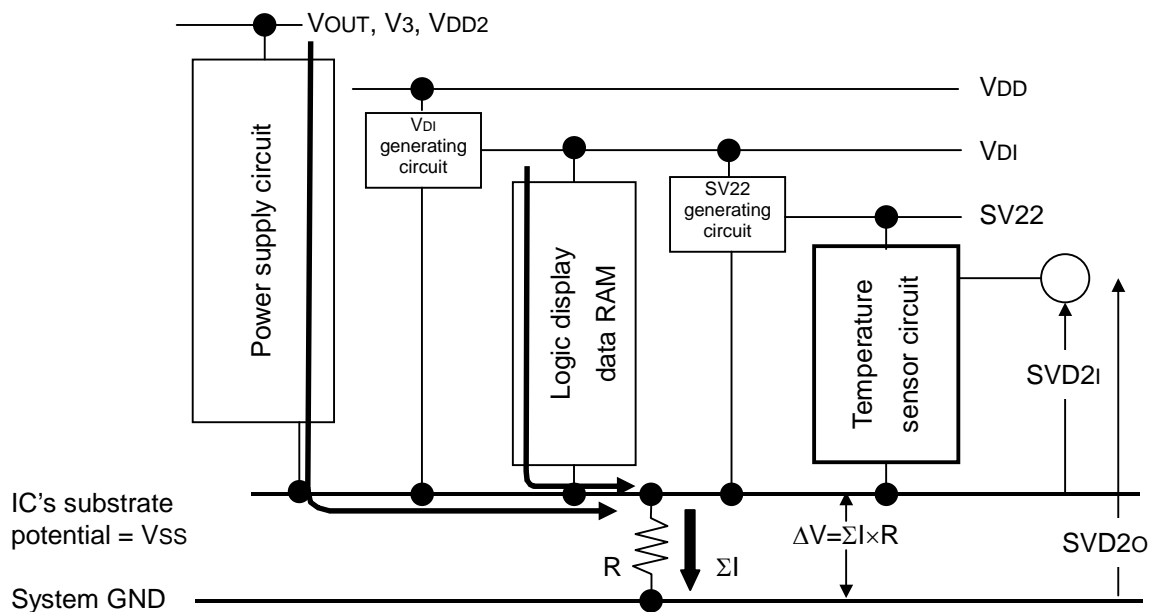 VOUT, V3, VDD2
VDD
VDI
generating
circuit
VDI
SV22
generating
circuit
SV22
Power supply circuit
Logic display
data RAM
Temperature
sensor circuit
SVD2I
IC's substrate
potential = VSS
R
ΣI
ΔV=ΣI×R
SVD2O
System GND